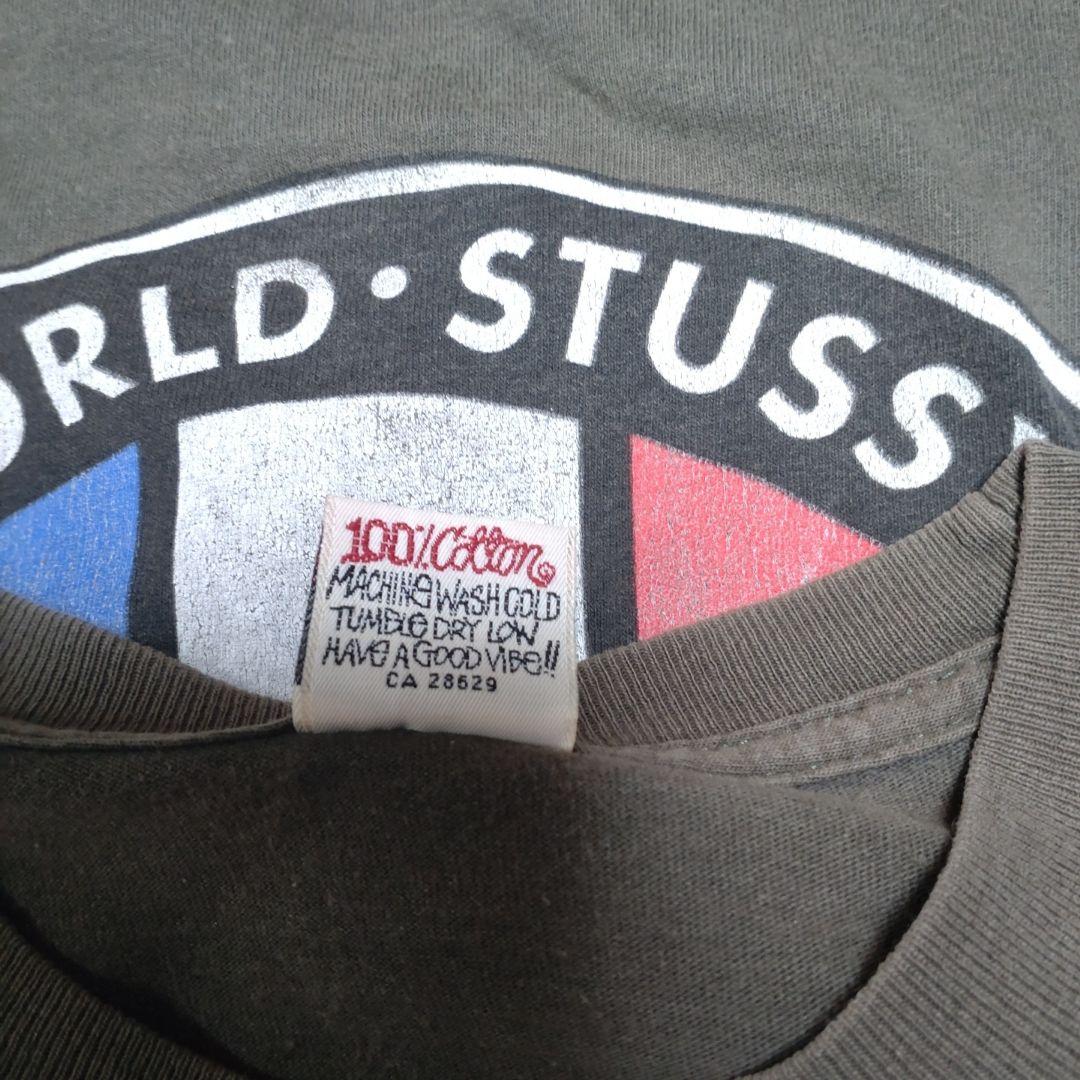 ORLD · STUSS
100% Cotton
MACHINE WASH COLD
TUMBLE DRY LOW
HAVE A GOOD VIBE!!
CA 28629